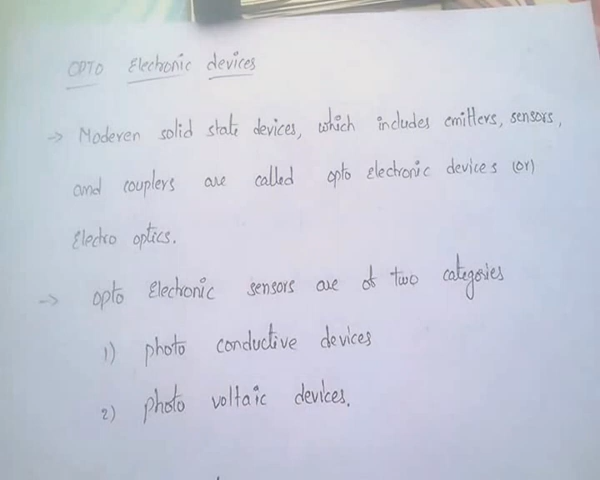 OPTO Electronic devices
→ Moderen solid state devices, which includes emitters, sensors,
and couplers are called opto electronic devices (or)
Electro optics.
→ Opto Electronic sensors are of two categories
1) photo conductive devices
2) photo voltaic devices.